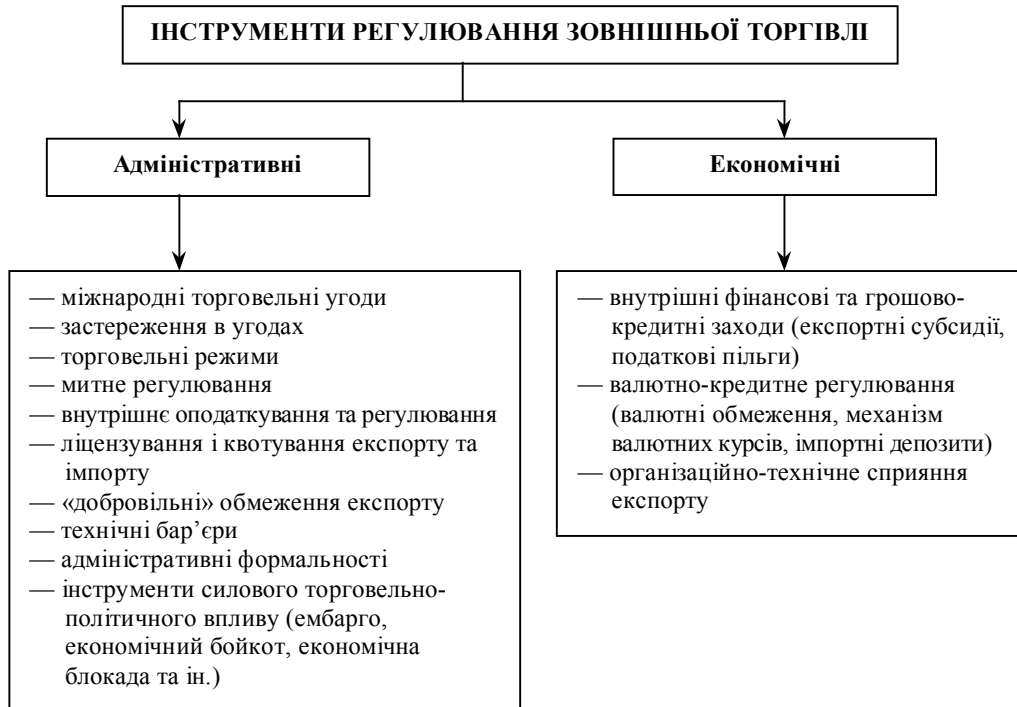 ІНСТРУМЕНТИ РЕГУЛЮВАННЯ ЗОВНІШНЬОЇ ТОРГІВЛІ
Адміністративні
Економічні
— міжнародні торговельні угоди
— застереження в угодах
— торговельні режими
— митне регулювання
— внутрішнє оподаткування та регулювання
— ліцензування і квотування експорту та
імпорту
— «добровільні» обмеження експорту
— технічні бар’єри
— адміністративні формальності
— інструменти силового торговельно-
політичного впливу (ембарго,
економічний бойкот, економічна
блокада та ін.)
— внутрішні фінансові та грошово-
кредитні заходи (експортні субсидії,
податкові пільги)
— валютно-кредитне регулювання
(валютні обмеження, механізм
валютних курсів, імпортні депозити)
— організаційно-технічне сприяння
експорту